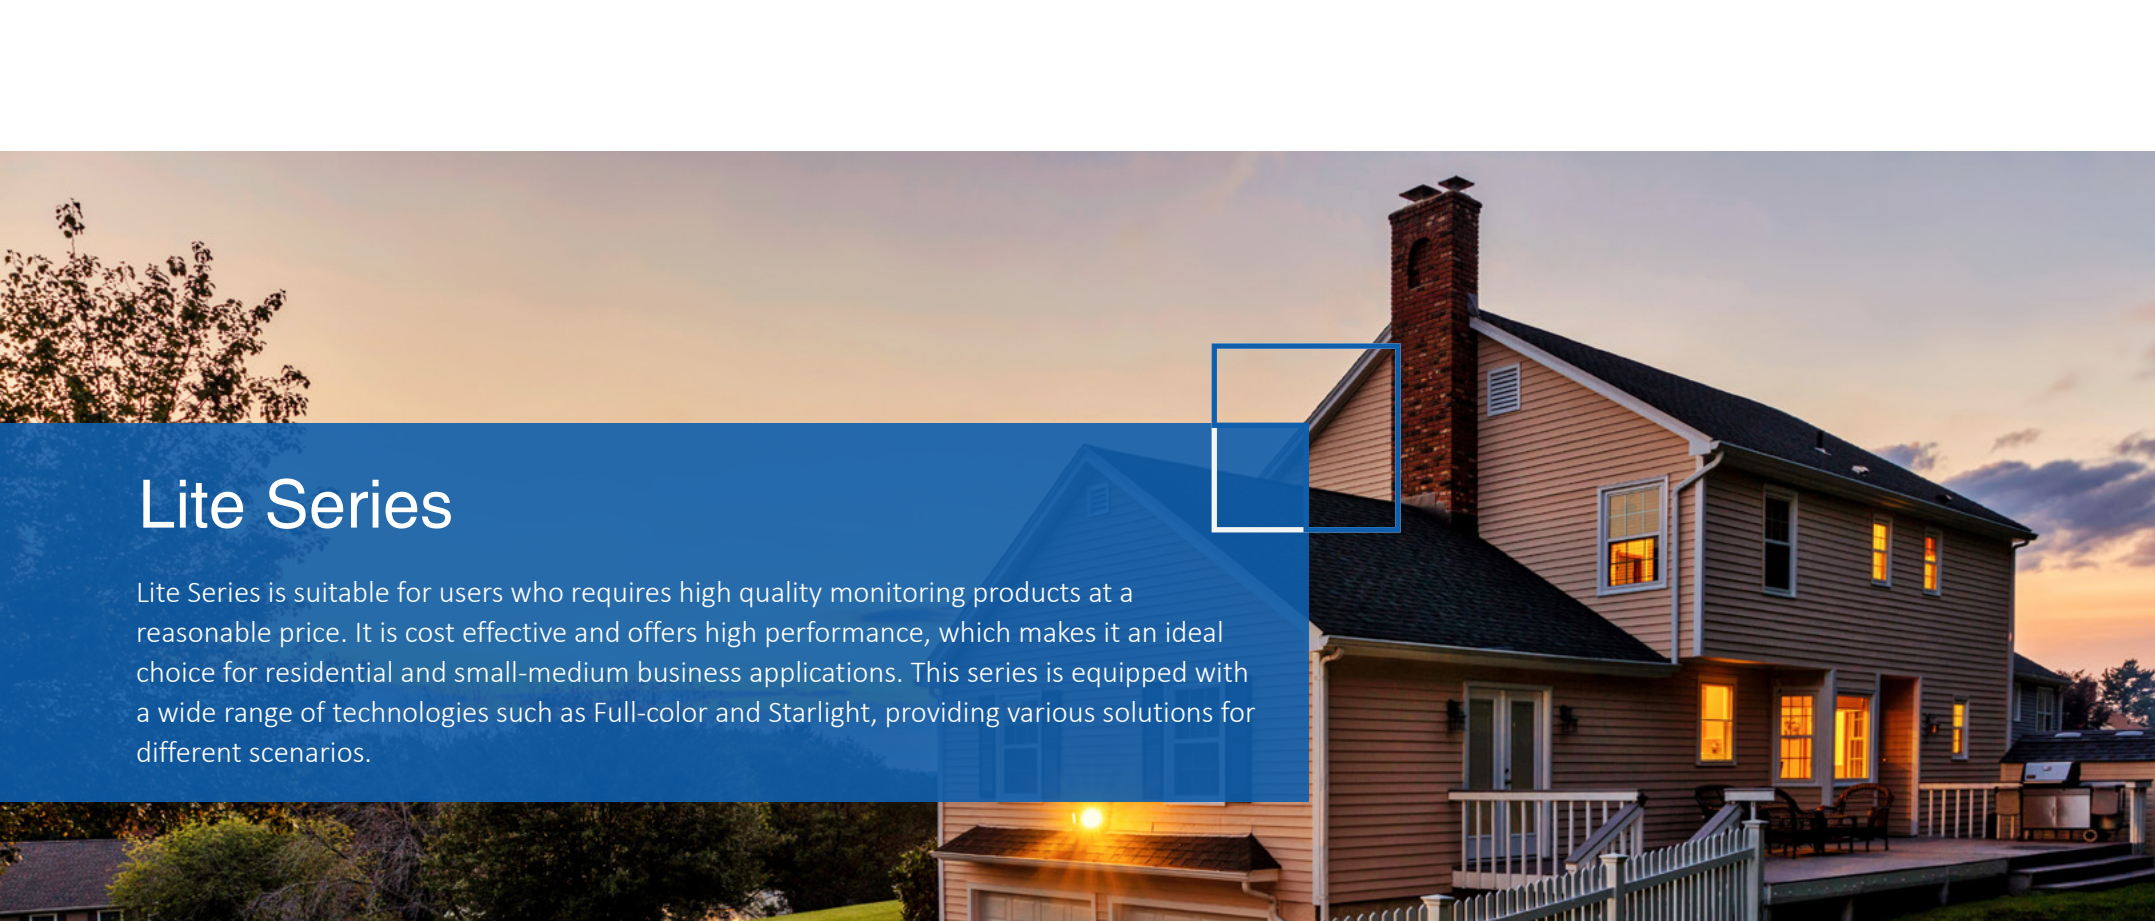 Lite Series
Lite Series is suitable for users who requires high quality monitoring products at a
reasonable price. It is cost effective and offers high performance, which makes it an ideal
choice for residential and small-medium business applications. This series is equipped with
a wide range of technologies such as Full-color and Starlight, providing various solutions for
different scenarios.